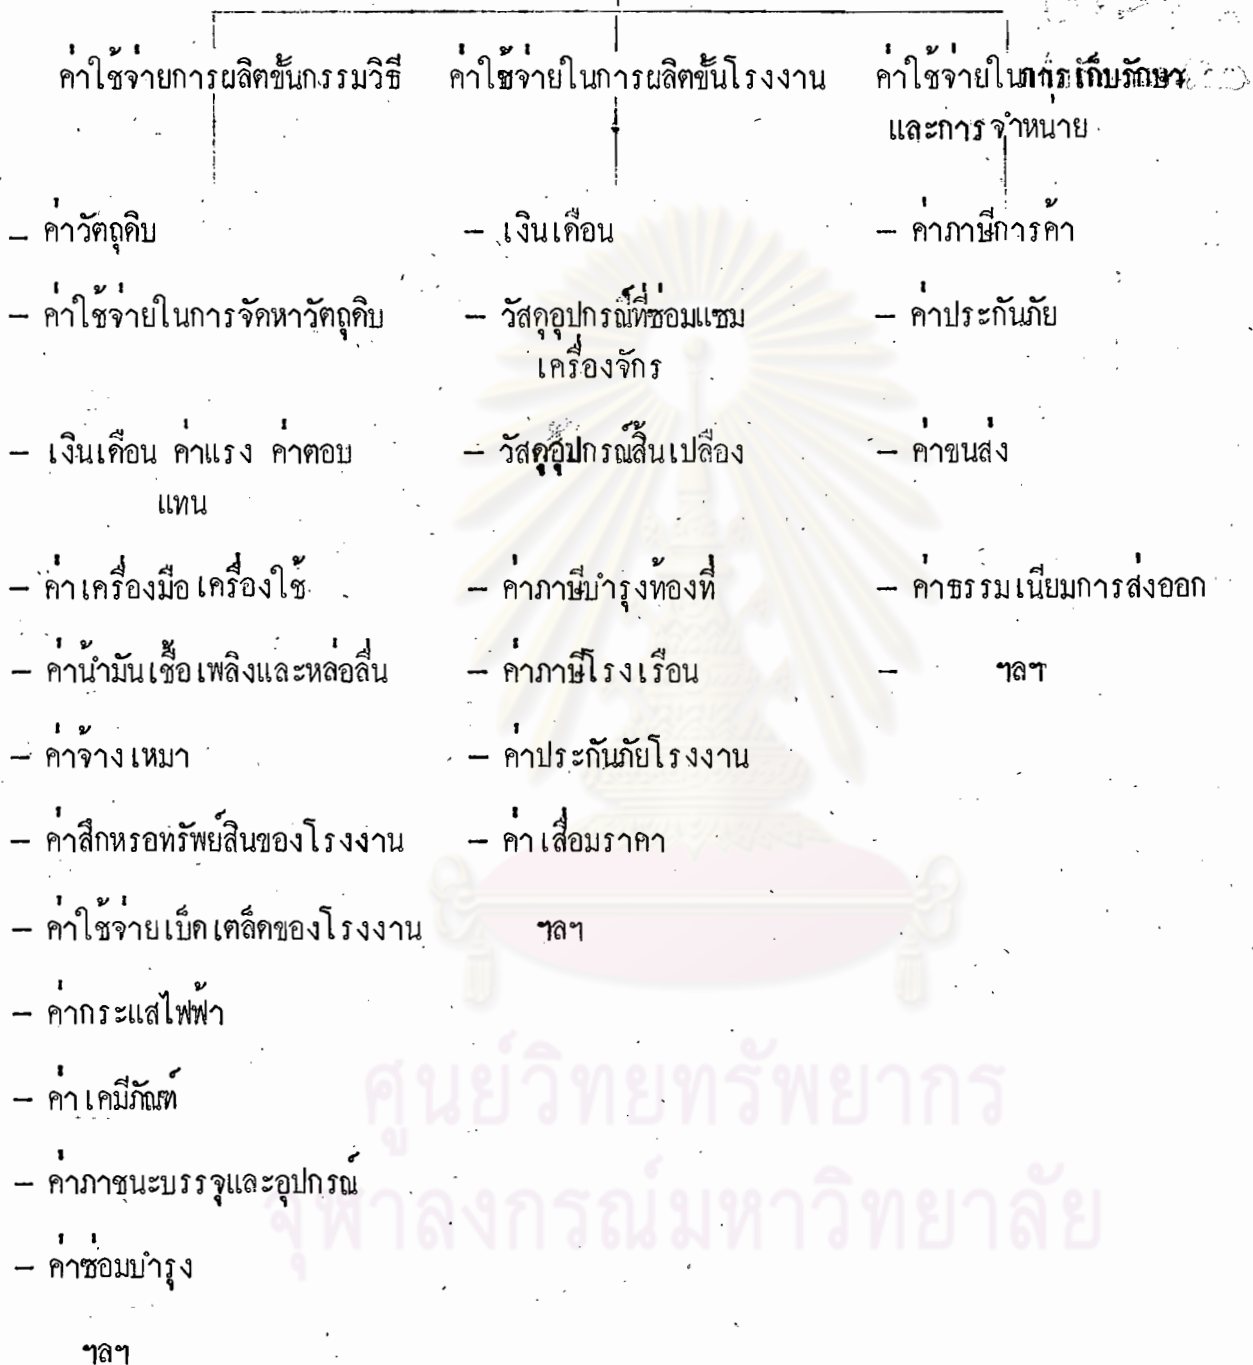 ค่าใช้จ่ายการผลิตขั้นกรรมวิธี
ค่าใช้จ่ายในการผลิตขั้นโรงงาน
ค่าใช้จ่ายในการเก็บรักษา
และการจำหน่าย
– ค่าวัตถุดิบ
– ค่าใช้จ่ายในการจัดหาวัตถุดิบ
– เงินเดือน ค่าแรง ค่าตอบ
แทน
– ค่าเครื่องมือเครื่องใช้
– ค่าน้ำมันเชื้อเพลิงและหล่อลื่น
– ค่าจ้างเหมา
– ค่าสึกหรอทรัพย์สินของโรงงาน
– ค่าใช้จ่ายเบ็ดเตล็ดของโรงงาน
– ค่ากระแสไฟฟ้า
– ค่าเคมีภัณฑ์
– ค่าภาชนะบรรจุและอุปกรณ์
– ค่าซ่อมบำรุง
ฯลฯ
– เงินเดือน
– วัสดุอุปกรณ์ที่ซ่อมแซม
เครื่องจักร
– วัสดุอุปกรณ์สิ้นเปลือง
– ค่าภาษีบำรุงท้องที่
– ค่าภาษีโรงเรือน
– ค่าประกันภัยโรงงาน
– ค่าเสื่อมราคา
ฯลฯ
– ค่าภาษีการค้า
– ค่าประกันภัย
– ค่าขนส่ง
– ค่าธรรมเนียมการส่งออก
– ฯลฯ
ศูนย์วิทยทรัพยากร
จุฬาลงกรณ์มหาวิทยาลัย